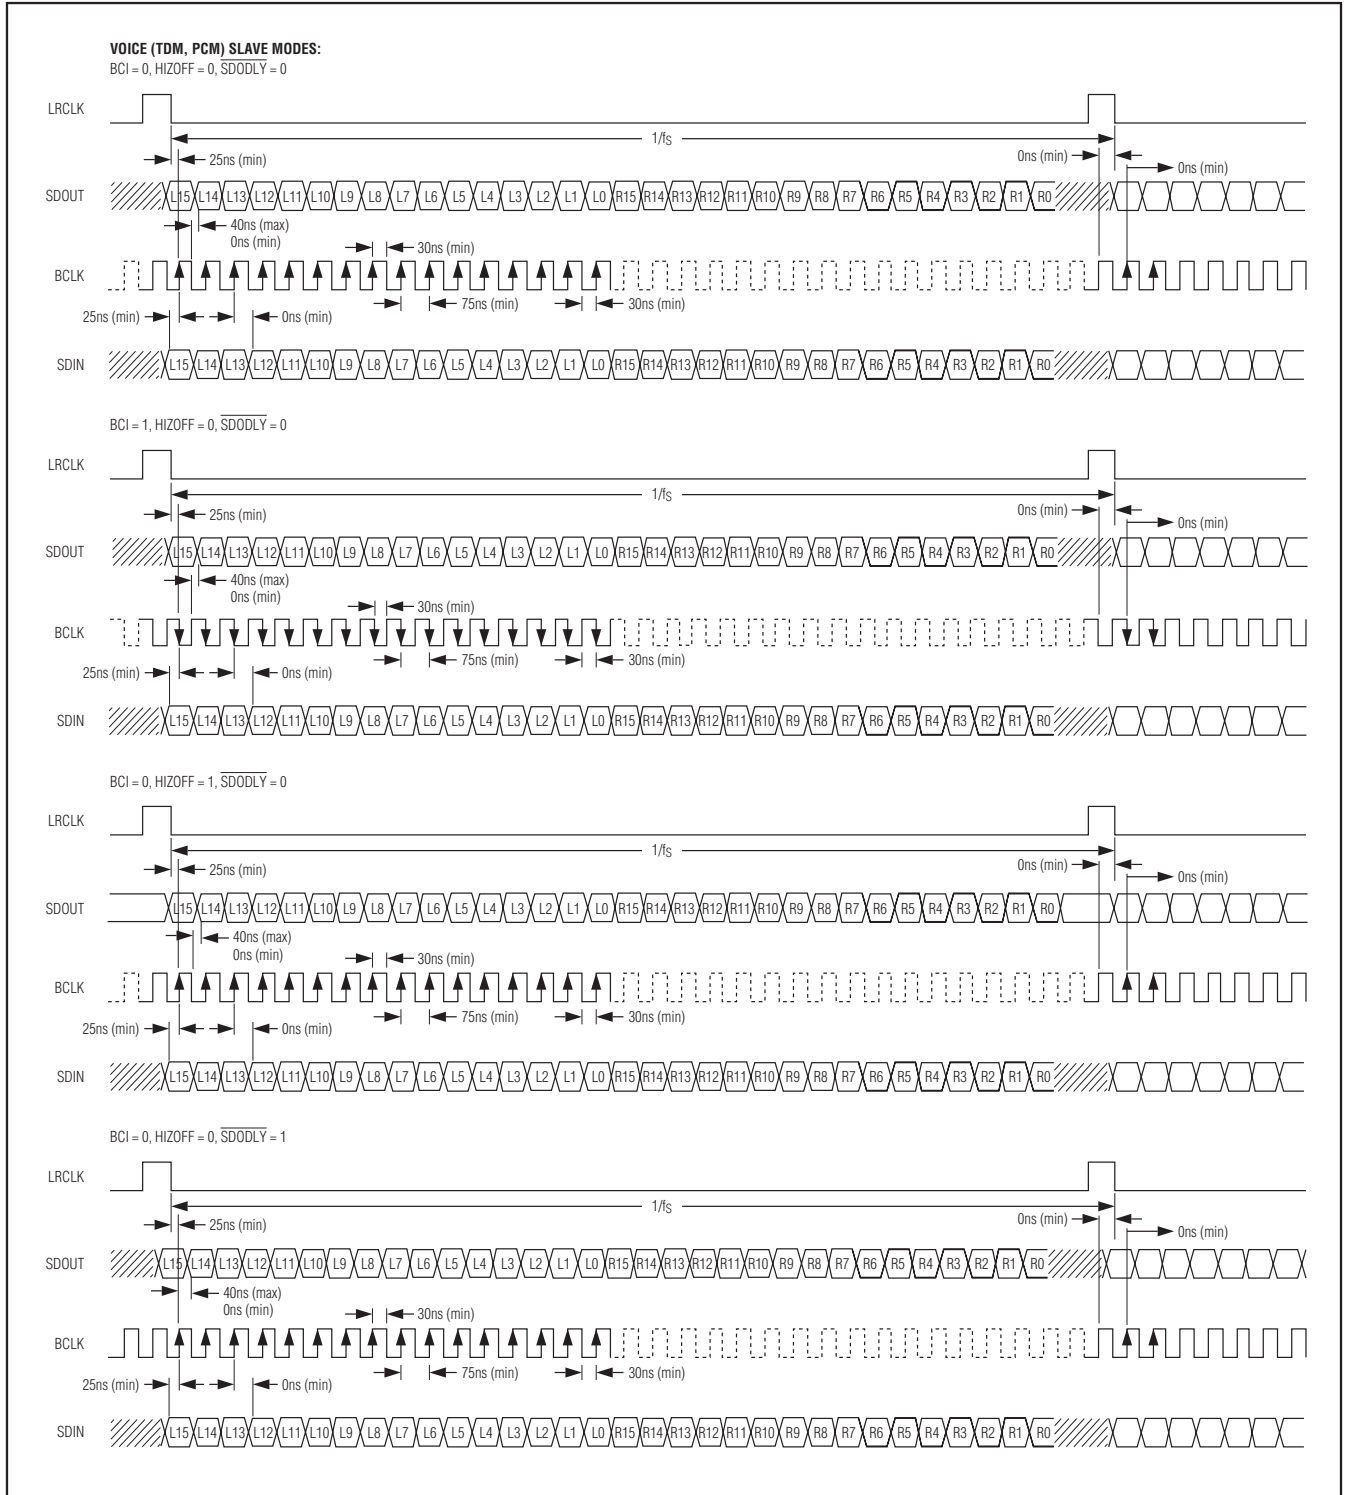 VOICE (TDM, PCM) SLAVE MODES:
BCI = 0, HIZOFF = 0, SDODLY = 0
LRCLK
1/fS
25ns (min)
0ns (min)
0ns (min)
SDOUT
L15 L14 L13 L12 L11 L10 L9 L8 L7 L6 L5 L4 L3 L2 L1 L0 R15 R14 R13 R12 R11 R10 R9 R8 R7 R6 R5 R4 R3 R2 R1 R0
40ns (max)
0ns (min)
30ns (min)
BCLK
75ns (min)
30ns (min)
25ns (min)
0ns (min)
SDIN
L15 L14 L13 L12 L11 L10 L9 L8 L7 L6 L5 L4 L3 L2 L1 L0 R15 R14 R13 R12 R11 R10 R9 R8 R7 R6 R5 R4 R3 R2 R1 R0
BCI = 1, HIZOFF = 0, SDODLY = 0
LRCLK
1/fS
25ns (min)
0ns (min)
0ns (min)
SDOUT
L15 L14 L13 L12 L11 L10 L9 L8 L7 L6 L5 L4 L3 L2 L1 L0 R15 R14 R13 R12 R11 R10 R9 R8 R7 R6 R5 R4 R3 R2 R1 R0
40ns (max)
0ns (min)
30ns (min)
BCLK
75ns (min)
30ns (min)
25ns (min)
0ns (min)
SDIN
L15 L14 L13 L12 L11 L10 L9 L8 L7 L6 L5 L4 L3 L2 L1 L0 R15 R14 R13 R12 R11 R10 R9 R8 R7 R6 R5 R4 R3 R2 R1 R0
BCI = 0, HIZOFF = 1, SDODLY = 0
LRCLK
1/fS
25ns (min)
0ns (min)
0ns (min)
SDOUT
L15 L14 L13 L12 L11 L10 L9 L8 L7 L6 L5 L4 L3 L2 L1 L0 R15 R14 R13 R12 R11 R10 R9 R8 R7 R6 R5 R4 R3 R2 R1 R0
40ns (max)
0ns (min)
30ns (min)
BCLK
75ns (min)
30ns (min)
25ns (min)
0ns (min)
SDIN
L15 L14 L13 L12 L11 L10 L9 L8 L7 L6 L5 L4 L3 L2 L1 L0 R15 R14 R13 R12 R11 R10 R9 R8 R7 R6 R5 R4 R3 R2 R1 R0
BCI = 0, HIZOFF = 0, SDODLY = 1
LRCLK
1/fS
25ns (min)
0ns (min)
0ns (min)
SDOUT
L15 L14 L13 L12 L11 L10 L9 L8 L7 L6 L5 L4 L3 L2 L1 L0 R15 R14 R13 R12 R11 R10 R9 R8 R7 R6 R5 R4 R3 R2 R1 R0
40ns (max)
0ns (min)
30ns (min)
BCLK
75ns (min)
30ns (min)
25ns (min)
0ns (min)
SDIN
L15 L14 L13 L12 L11 L10 L9 L8 L7 L6 L5 L4 L3 L2 L1 L0 R15 R14 R13 R12 R11 R10 R9 R8 R7 R6 R5 R4 R3 R2 R1 R0